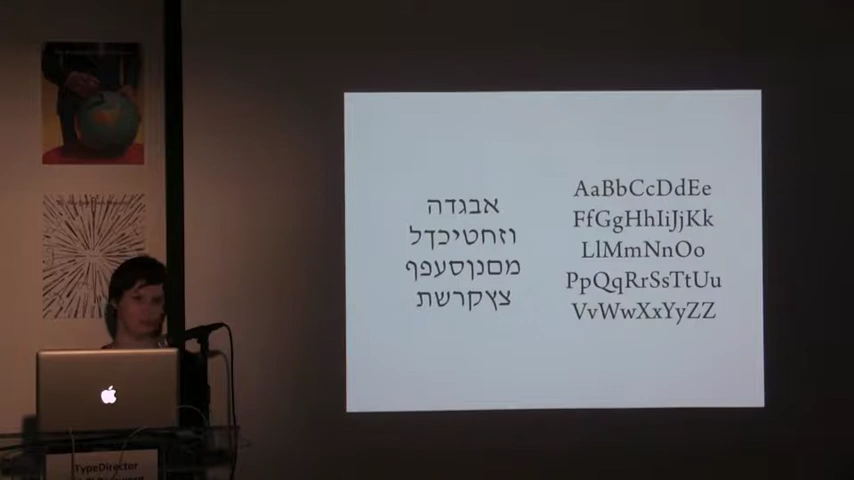 אבגדה
וזחטיכךל
מםנןסעפף
צץקרשת
AaBbCcDdEe
FfGgHhIiJjKk
LlMmNnOo
PpQqRrSsTtUu
VvWwXxYyZZ
TypeDirector